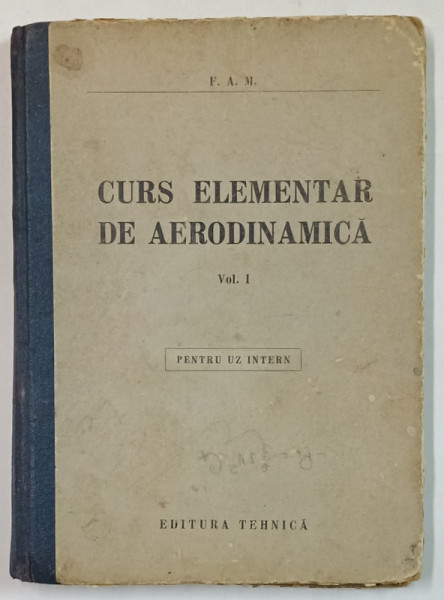 F. A. M.
CURS ELEMENTAR
DE AERODINAMICĂ
Vol. I
PENTRU UZ INTERN
EDITURA TEHNICĂ